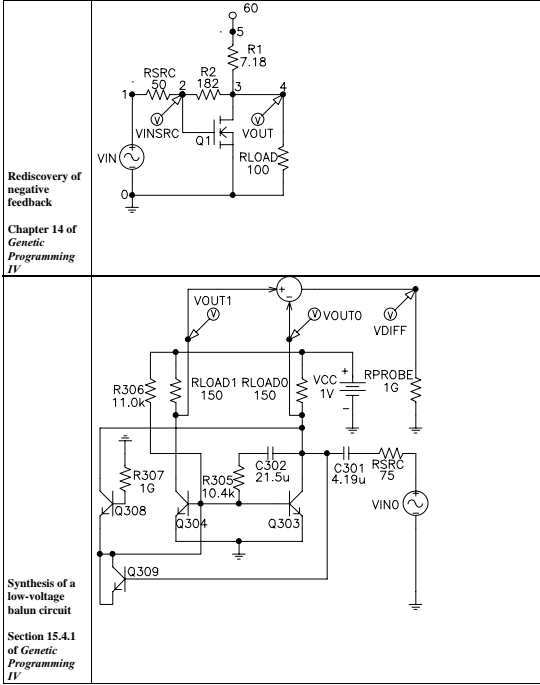 60
5
R1
7.18
RSRC
50
R2
182
1
2
3
4
VINSRC
Q1
VOUT
VIN
RLOAD
100
0
Rediscovery of
negative
feedback
Chapter 14 of
Genetic
Programming
IV
+
-
VOUT1
VOUT0
VDIFF
R306
11.0k
RLOAD1
150
RLOAD0
150
VCC
1V
+
-
RPROBE
1G
R307
1G
R305
10.4k
C302
21.5u
C301
4.19u
RSRC
75
Q308
Q304
Q303
VIN0
Q309
Synthesis of a
low-voltage
balun circuit
Section 15.4.1
of Genetic
Programming
IV